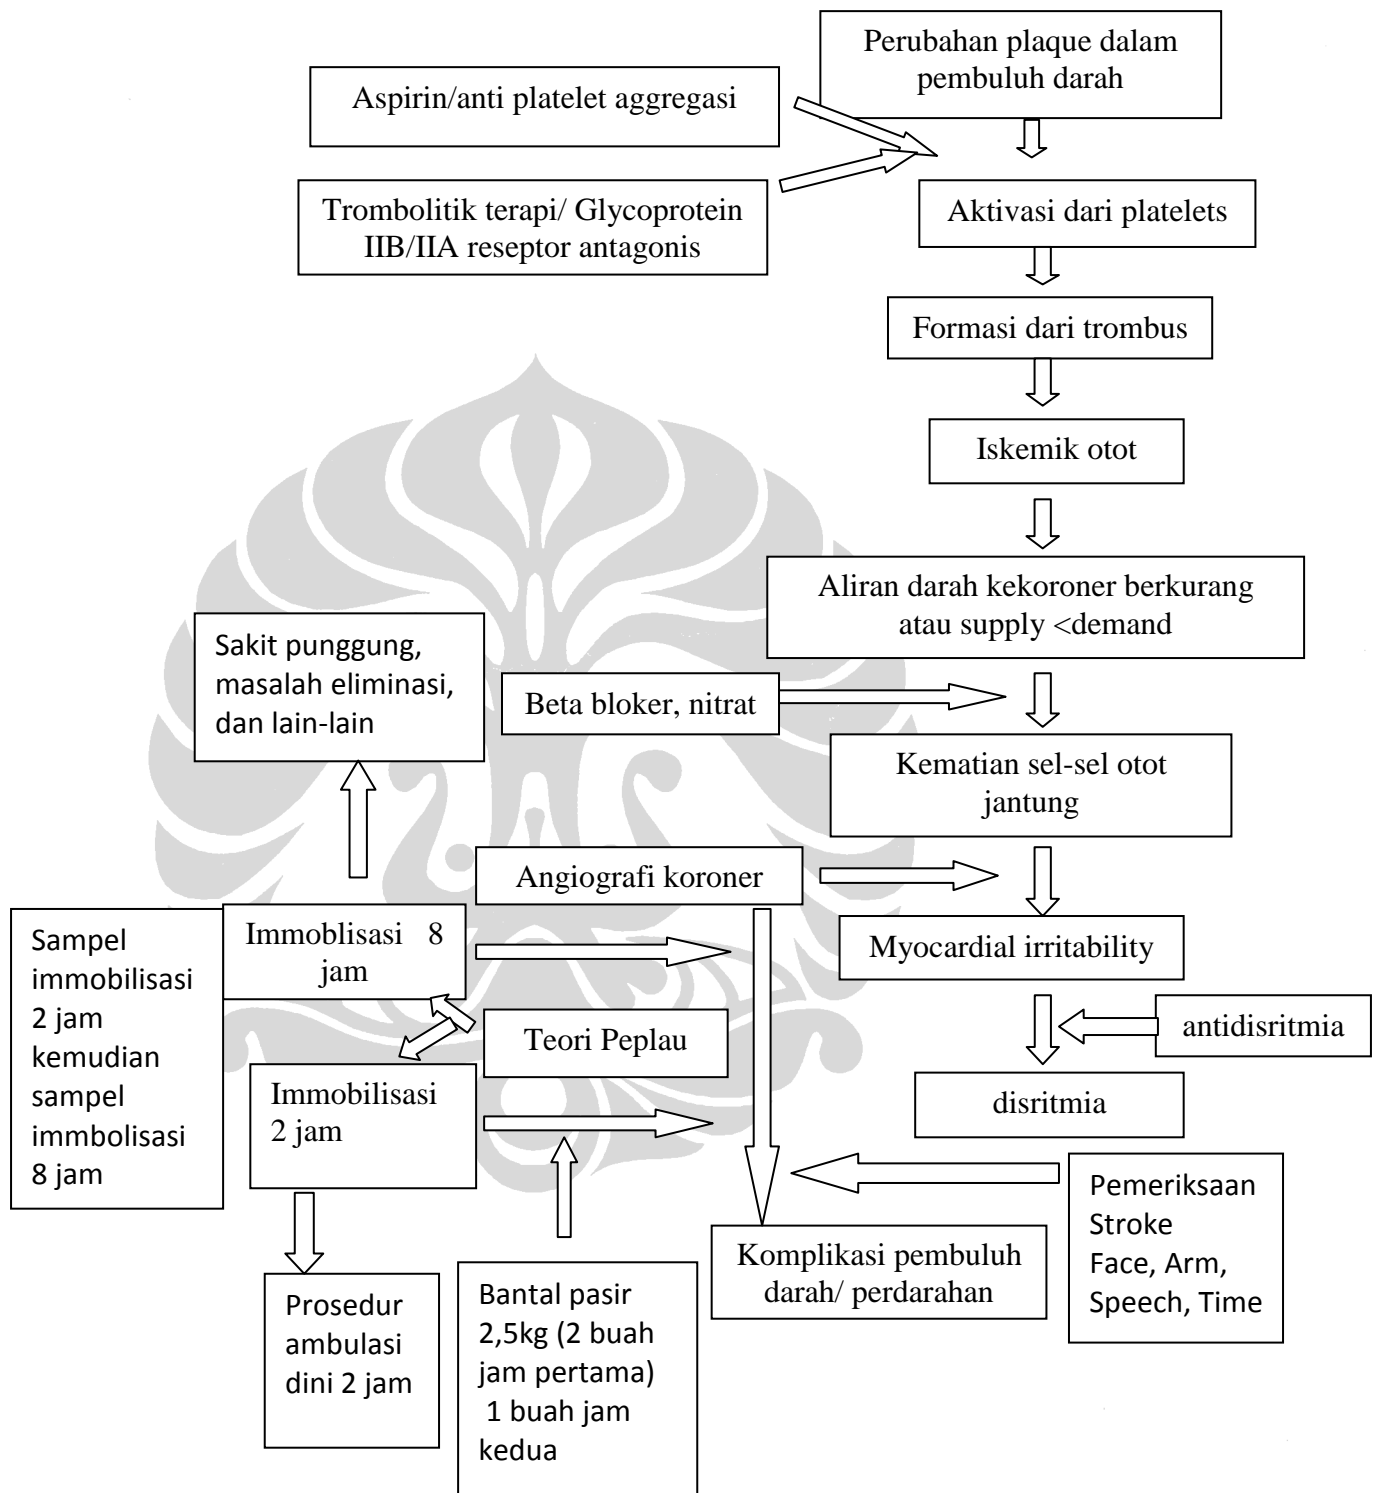 Perubahan plaque dalam
pembuluh darah
Aspirin/anti platelet aggregasi
Trombolitik terapi/ Glycoprotein
IIB/IIA reseptor antagonis
Aktivasi dari platelets
Formasi dari trombus
Iskemik otot
Aliran darah kekoroner berkurang
atau supply <demand
Sakit punggung,
masalah eliminasi,
dan lain-lain
Beta bloker, nitrat
Kematian sel-sel otot
jantung
Angiografi koroner
Sampel
immobilisasi
2 jam
kemudian
sampel
immbolisasi
8 jam
Immoblisasi 8
jam
Myocardial irritability
Teori Peplau
antidisritmia
Immobilisasi
2 jam
disritmia
Pemeriksaan
Stroke
Face, Arm,
Speech, Time
Komplikasi pembuluh
darah/ perdarahan
Prosedur
ambulasi
dini 2 jam
Bantal pasir
2,5kg (2 buah
jam pertama)
1 buah jam
kedua